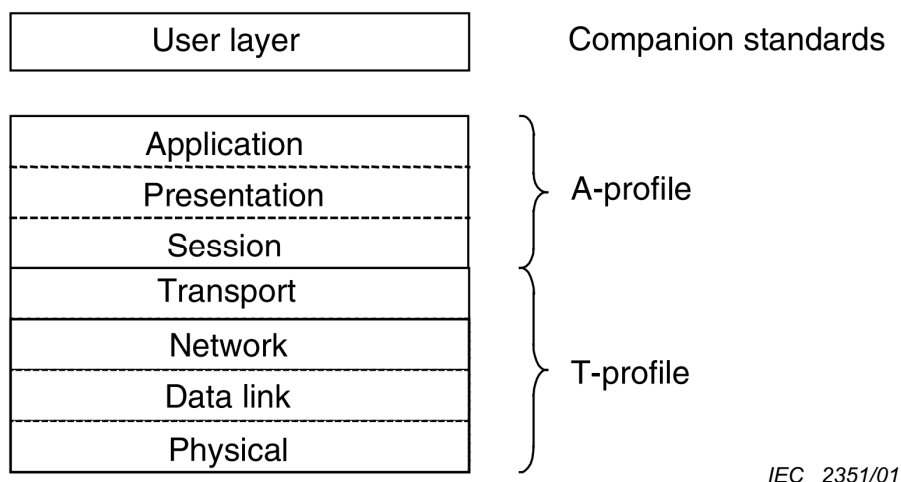 User layer
Companion standards
Application
Presentation
A-profile
Session
Transport
Network
T-profile
Data link
Physical
IEC 2351/01